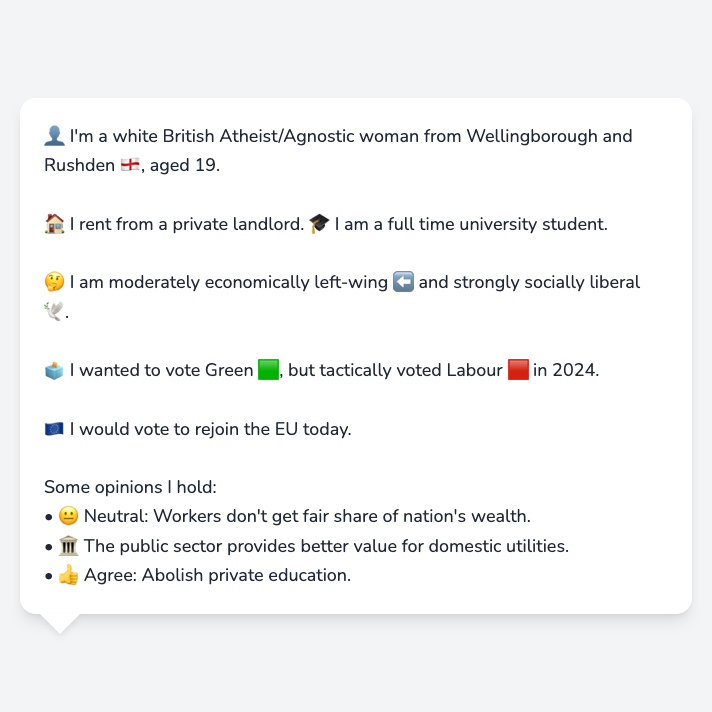 👤 I'm a white British Atheist/Agnostic woman from Wellingborough and
Rushden 🏴󠁧󠁢󠁥󠁮󠁧󠁿, aged 19.
🏠 I rent from a private landlord. 🎓 I am a full time university student.
🤔 I am moderately economically left-wing ⬅️ and strongly socially liberal
🕊️.
🗳️ I wanted to vote Green 🟩, but tactically voted Labour 🟥 in 2024.
🇪🇺 I would vote to rejoin the EU today.
Some opinions I hold:
• 😐 Neutral: Workers don't get fair share of nation's wealth.
• 🏛️ The public sector provides better value for domestic utilities.
• 👍 Agree: Abolish private education.